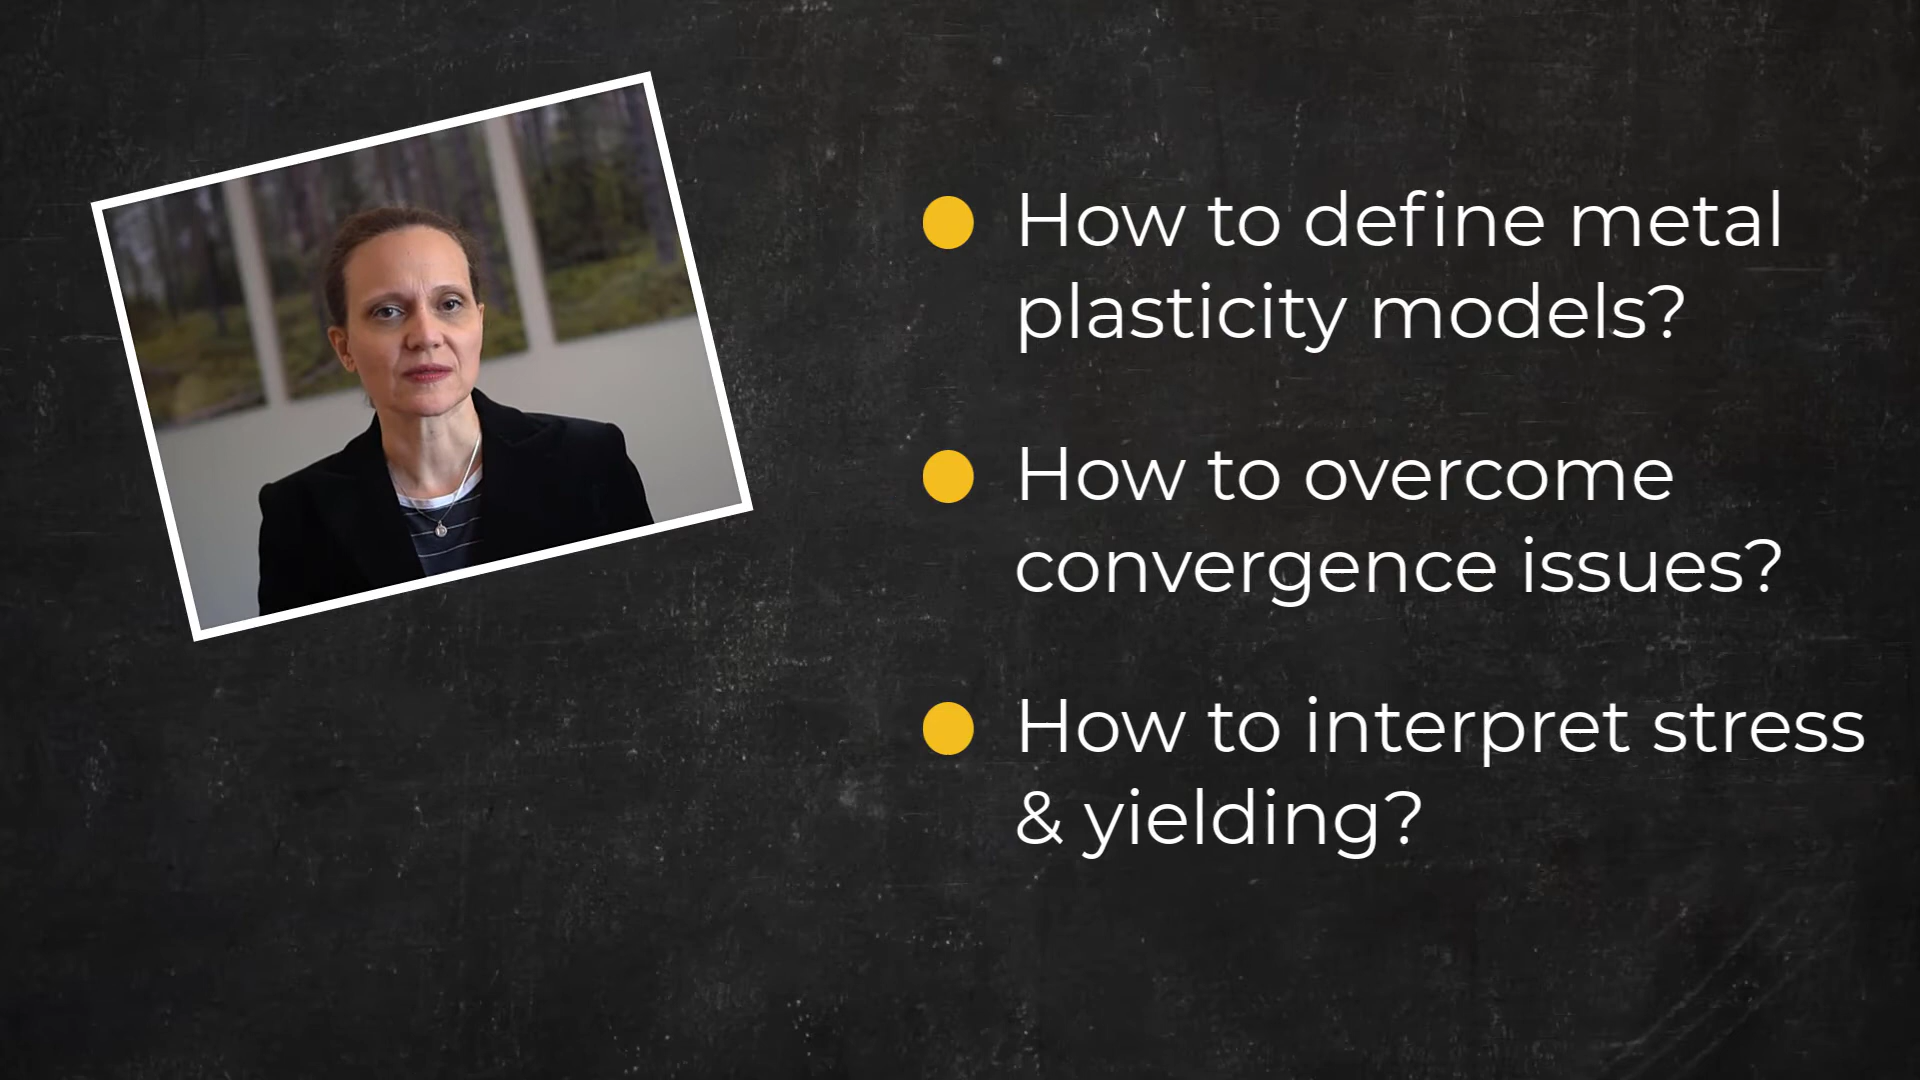 How to define metal
plasticity models?
How to overcome
convergence issues?
How to interpret stress
& yielding?